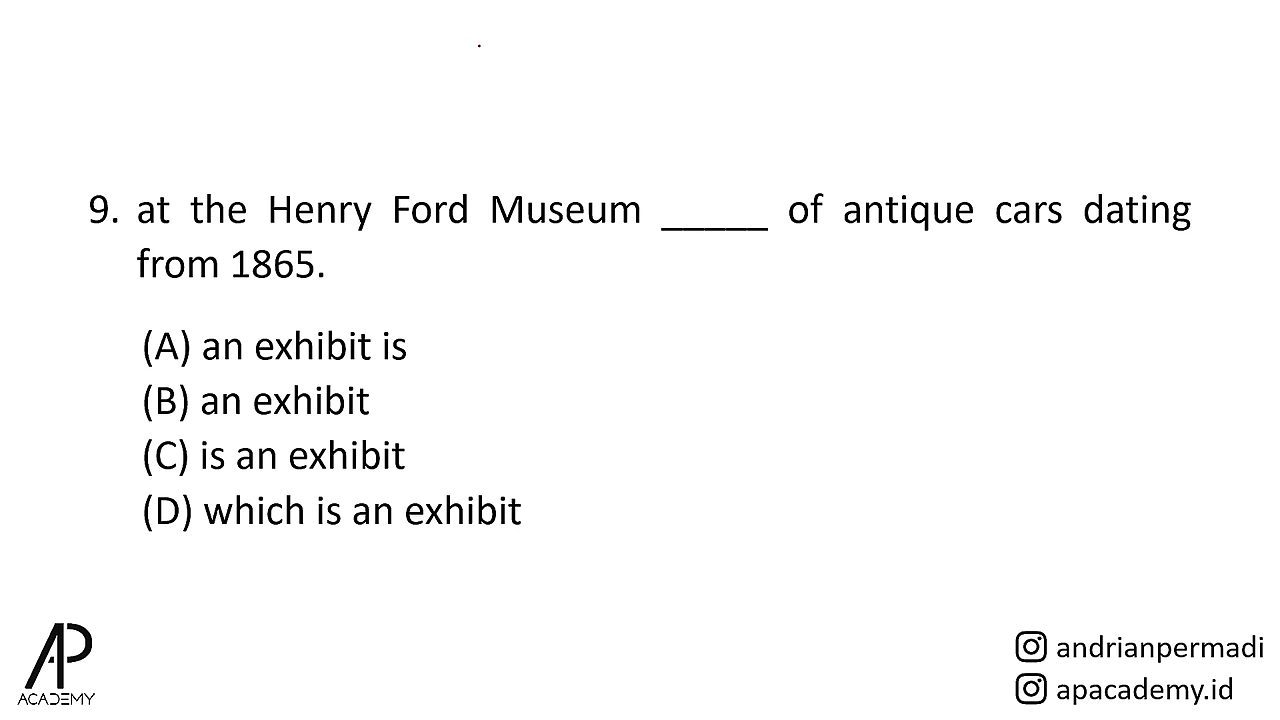 9. at the Henry Ford Museum _____ of antique cars dating
from 1865.
(A) an exhibit is
(B) an exhibit
(C) is an exhibit
(D) which is an exhibit
AP
ACADEMY
andrianpermadi
apacademy.id